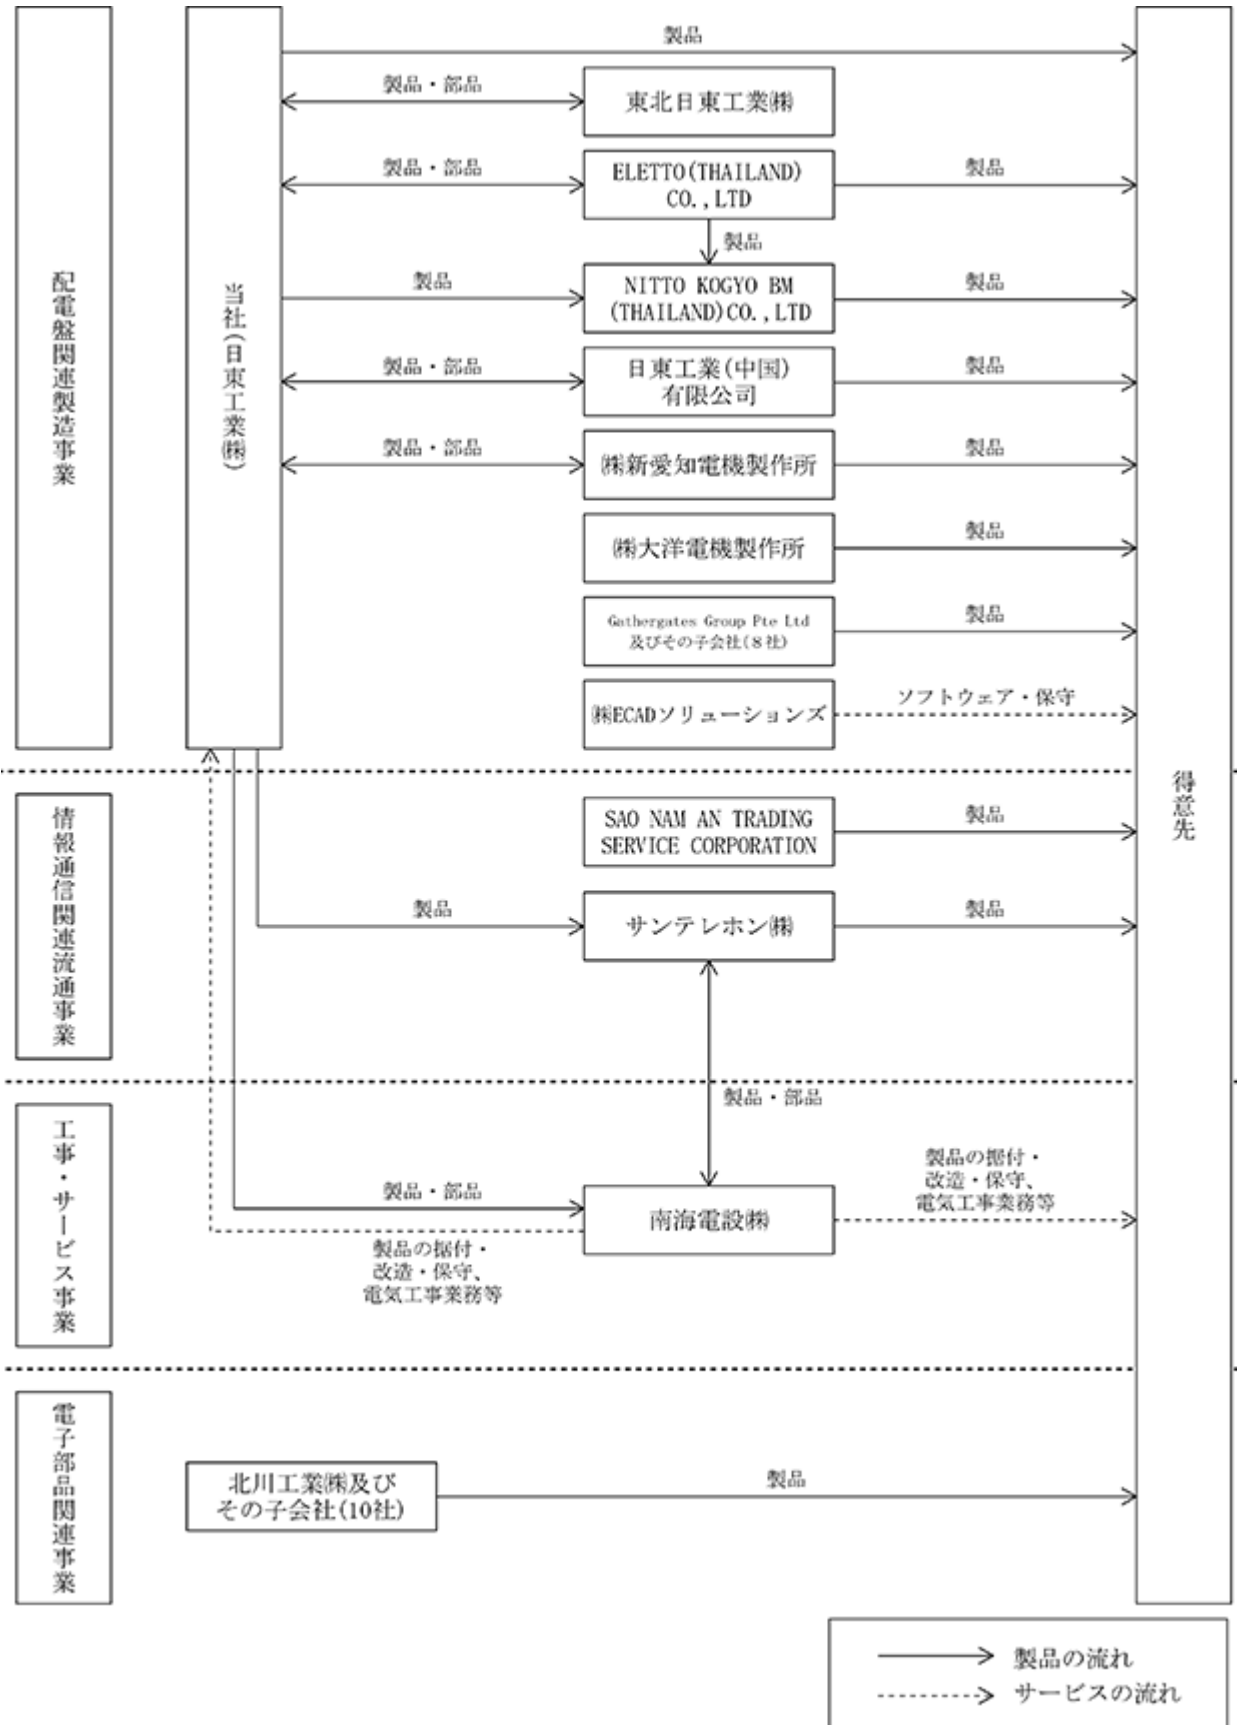 配電盤関連製造事業
当社(日東工業㈱)
得意先
製品
製品・部品
東北日東工業㈱
製品・部品
ELETTO(THAILAND)
CO.,LTD
製品
製品
製品
NITTO KOGYO BM
(THAILAND)CO.,LTD
製品
製品・部品
日東工業(中国)
有限公司
製品
製品・部品
㈱新愛知電機製作所
製品
㈱大洋電機製作所
製品
Gathergates Group Pte Ltd
及びその子会社(8社)
製品
㈱ECADソリューションズ
ソフトウェア・保守
情報通信関連流通事業
SAO NAM AN TRADING
SERVICE CORPORATION
製品
製品
サンテレホン㈱
製品
製品・部品
工事・サービス事業
製品・部品
南海電設㈱
製品の据付・
改造・保守、
電気工事業務等
製品の据付・
改造・保守、
電気工事業務等
電子部品関連事業
北川工業㈱及び
その子会社(10社)
製品
製品の流れ
サービスの流れ